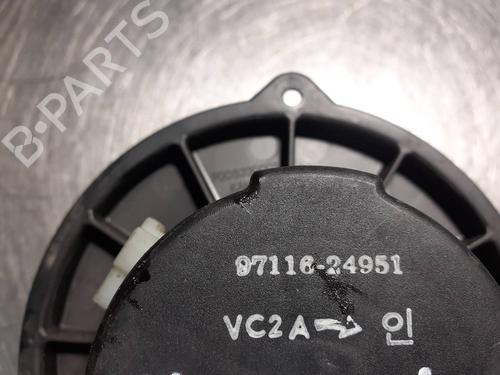 B-PARTS
97116-24951
VC2A → 인